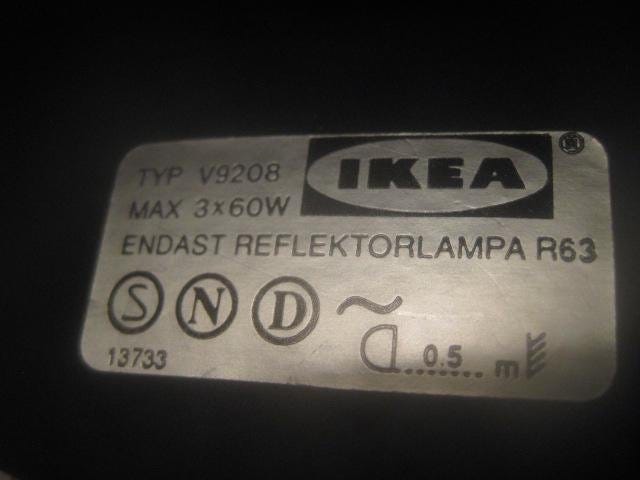 TYP V9208
IKEA
MAX 3×60W
ENDAST REFLEKTORLAMPA R63
S N D ~
13733
0.5 m